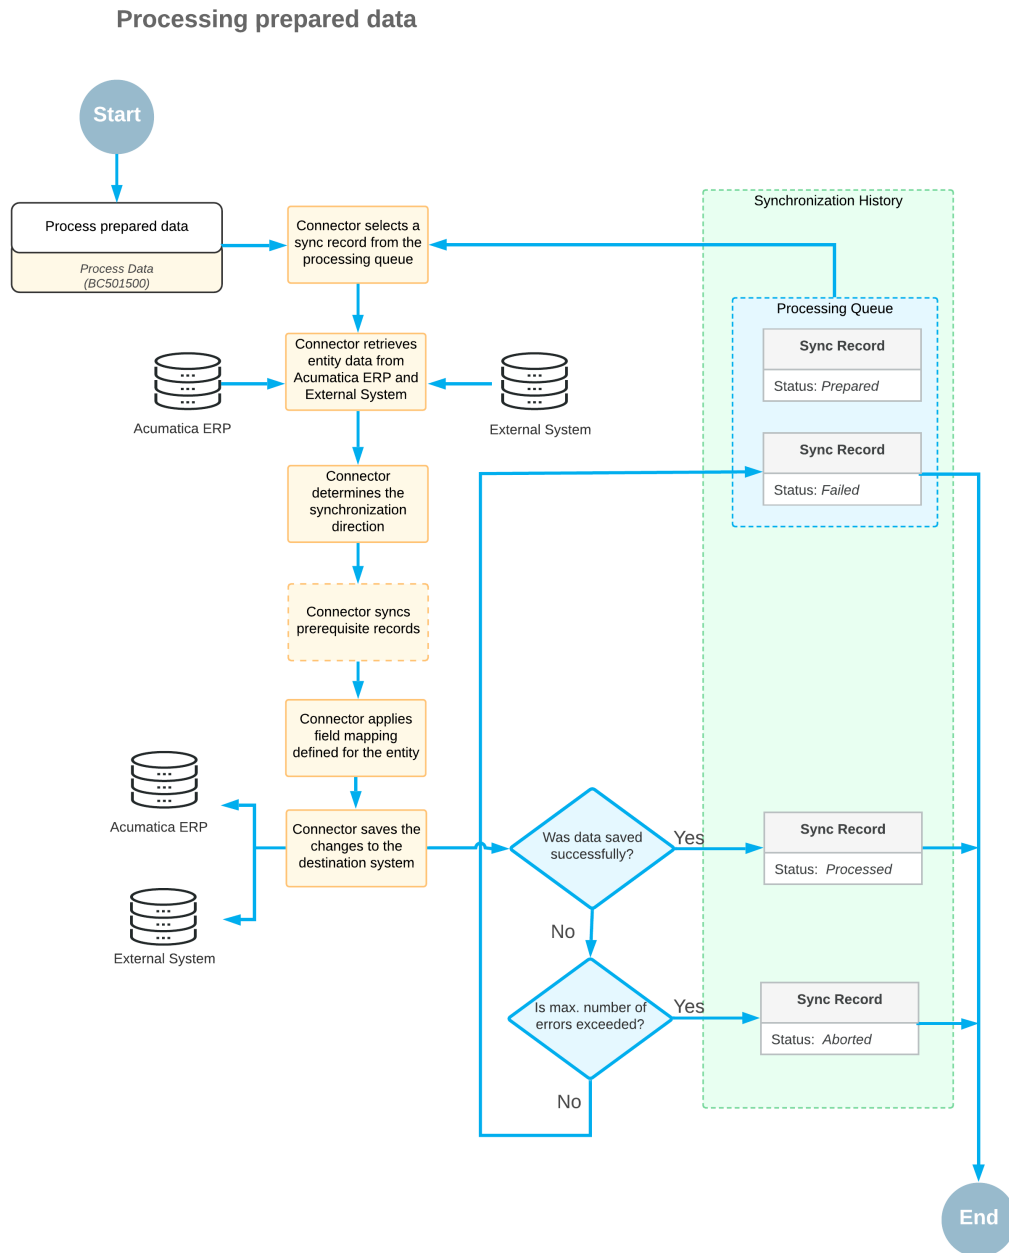 Processing prepared data
Start
Process prepared data
Process Data
(BC501500)
Connector selects a
sync record from the
processing queue
Synchronization History
Processing Queue
Sync Record
Status: Prepared
Connector retrieves
entity data from
Acumatica ERP and
External System
Acumatica ERP
External System
Sync Record
Status: Failed
Connector
determines the
synchronization
direction
Connector syncs
prerequisite records
Connector applies
field mapping
defined for the entity
Acumatica ERP
Connector saves the
changes to the
destination system
External System
Was data saved
successfully?
Yes
Sync Record
Status: Processed
No
Is max. number of
errors exceeded?
Yes
Sync Record
Status: Aborted
No
End